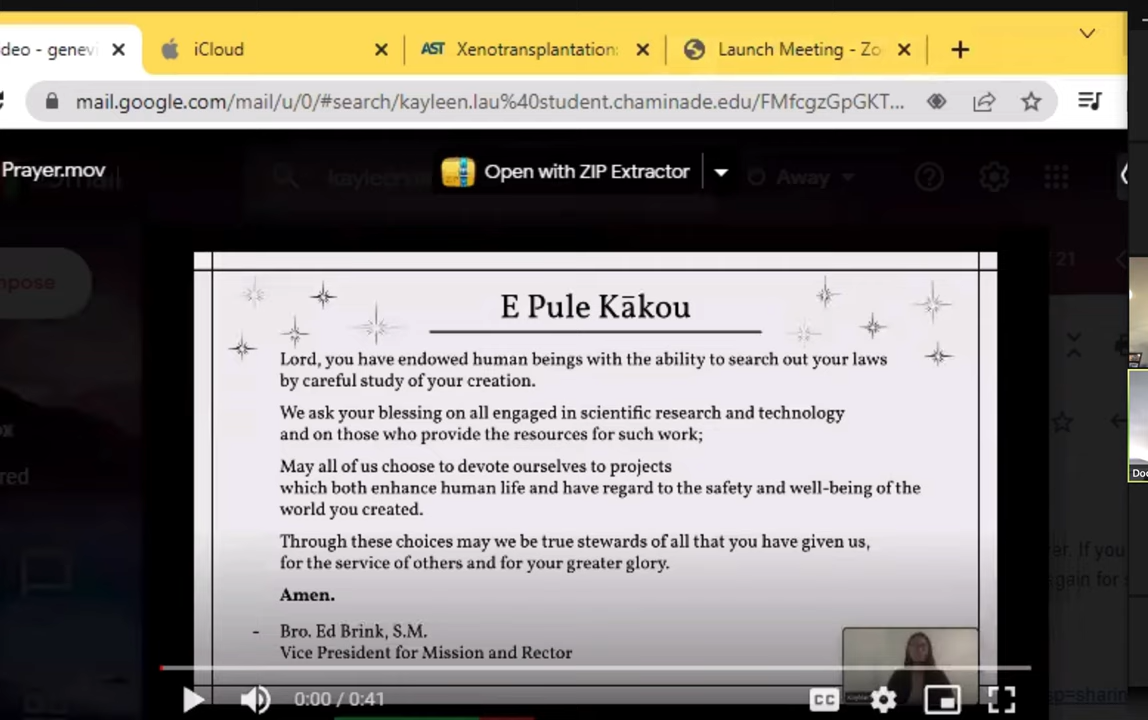 deo - genevi
iCloud
AST Xenotransplantation:
Launch Meeting - Zo
mail.google.com/mail/u/0/#search/kayleen.lau%40student.chaminade.edu/FMfcgzGpGKT...
Prayer.mov
Open with ZIP Extractor
Away
21
E Pule Kākou
Lord, you have endowed human beings with the ability to search out your laws
by careful study of your creation.
We ask your blessing on all engaged in scientific research and technology
and on those who provide the resources for such work;
May all of us choose to devote ourselves to projects
which both enhance human life and have regard to the safety and well-being of the
world you created.
Through these choices may we be true stewards of all that you have given us,
for the service of others and for your greater glory.
Amen.
- Bro. Ed Brink, S.M.
Vice President for Mission and Rector
0:00 / 0:41
CC